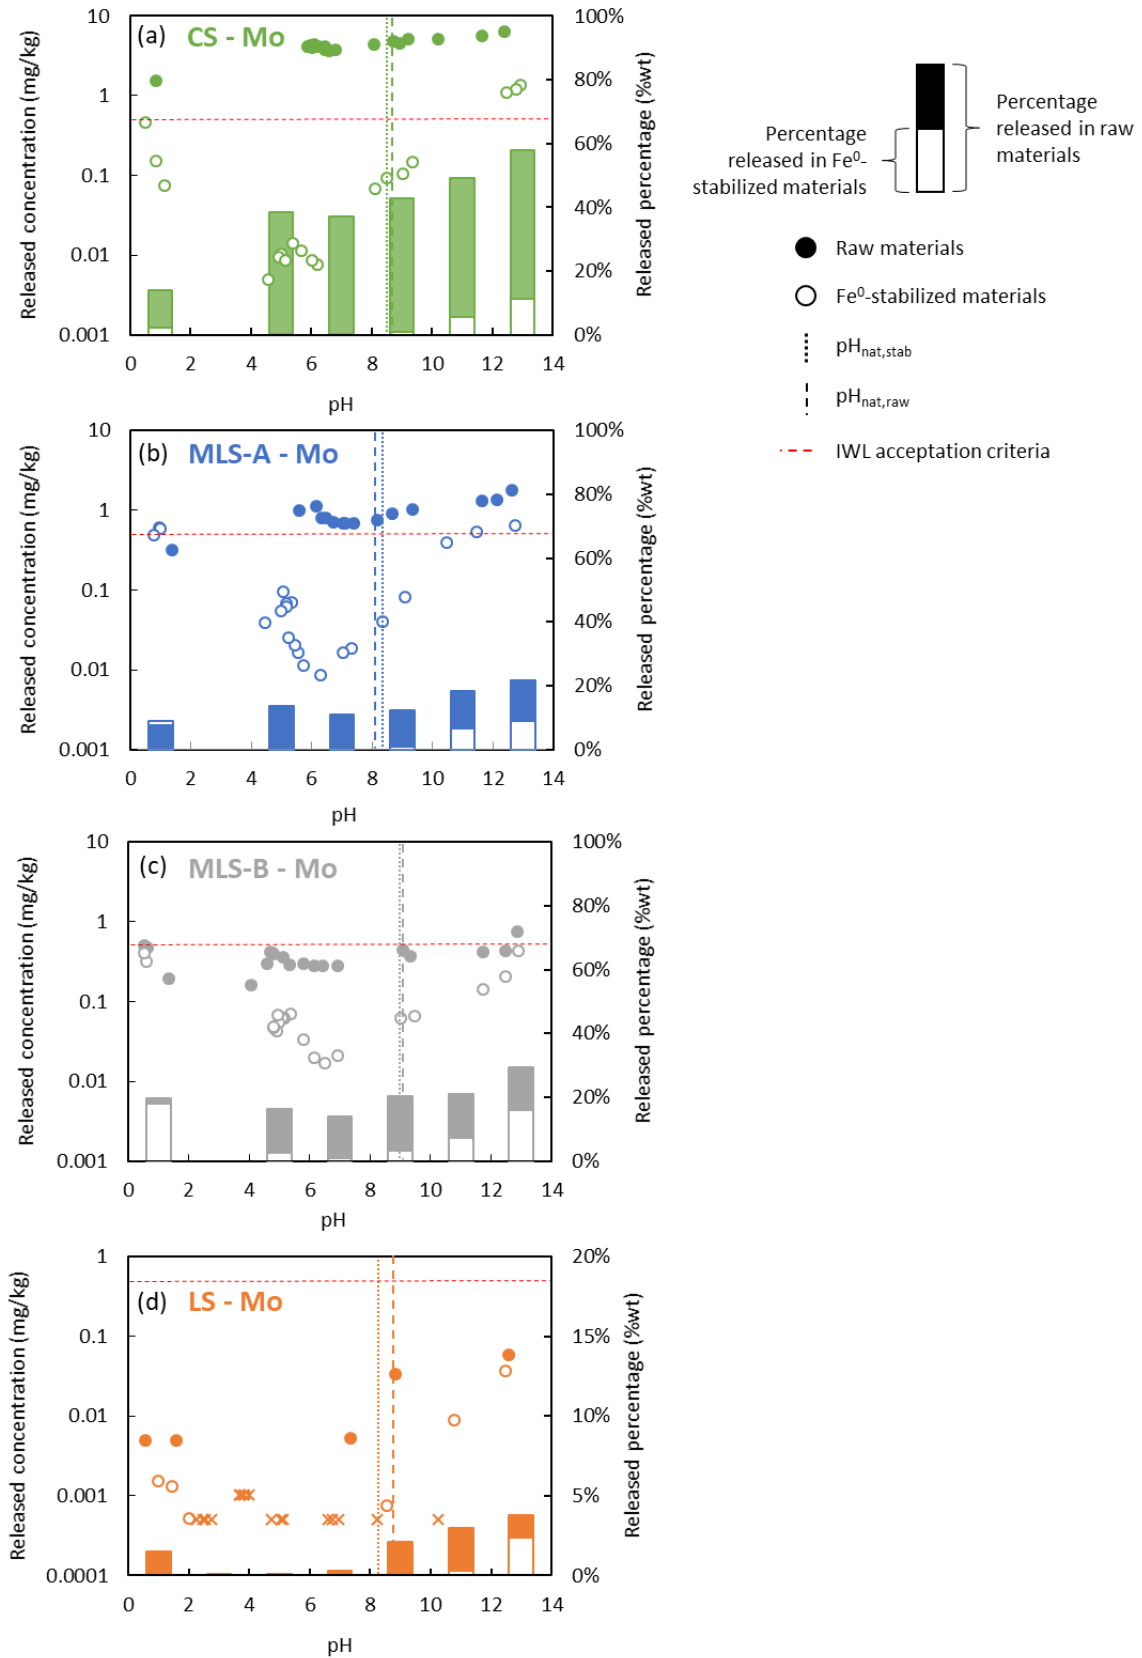 (a) CS - Mo
Released concentration (mg/kg)
10
1
0.1
0.01
0.001
0 2 4 6 8 10 12 14
pH
100%
80%
60%
40%
20%
0%
Released percentage (%wt)
Percentage
released in Fe⁰-
stabilized materials
Percentage
released in raw
materials
Raw materials
Fe⁰-stabilized materials
pHnat,stab
pHnat,raw
IWL acceptation criteria
(b) MLS-A - Mo
Released concentration (mg/kg)
10
1
0.1
0.01
0.001
0 2 4 6 8 10 12 14
pH
100%
80%
60%
40%
20%
0%
Released percentage (%wt)
(c) MLS-B - Mo
Released concentration (mg/kg)
10
1
0.1
0.01
0.001
0 2 4 6 8 10 12 14
pH
100%
80%
60%
40%
20%
0%
Released percentage (%wt)
(d) LS - Mo
Released concentration (mg/kg)
1
0.1
0.01
0.001
0.0001
0 2 4 6 8 10 12 14
pH
20%
15%
10%
5%
0%
Released percentage (%wt)